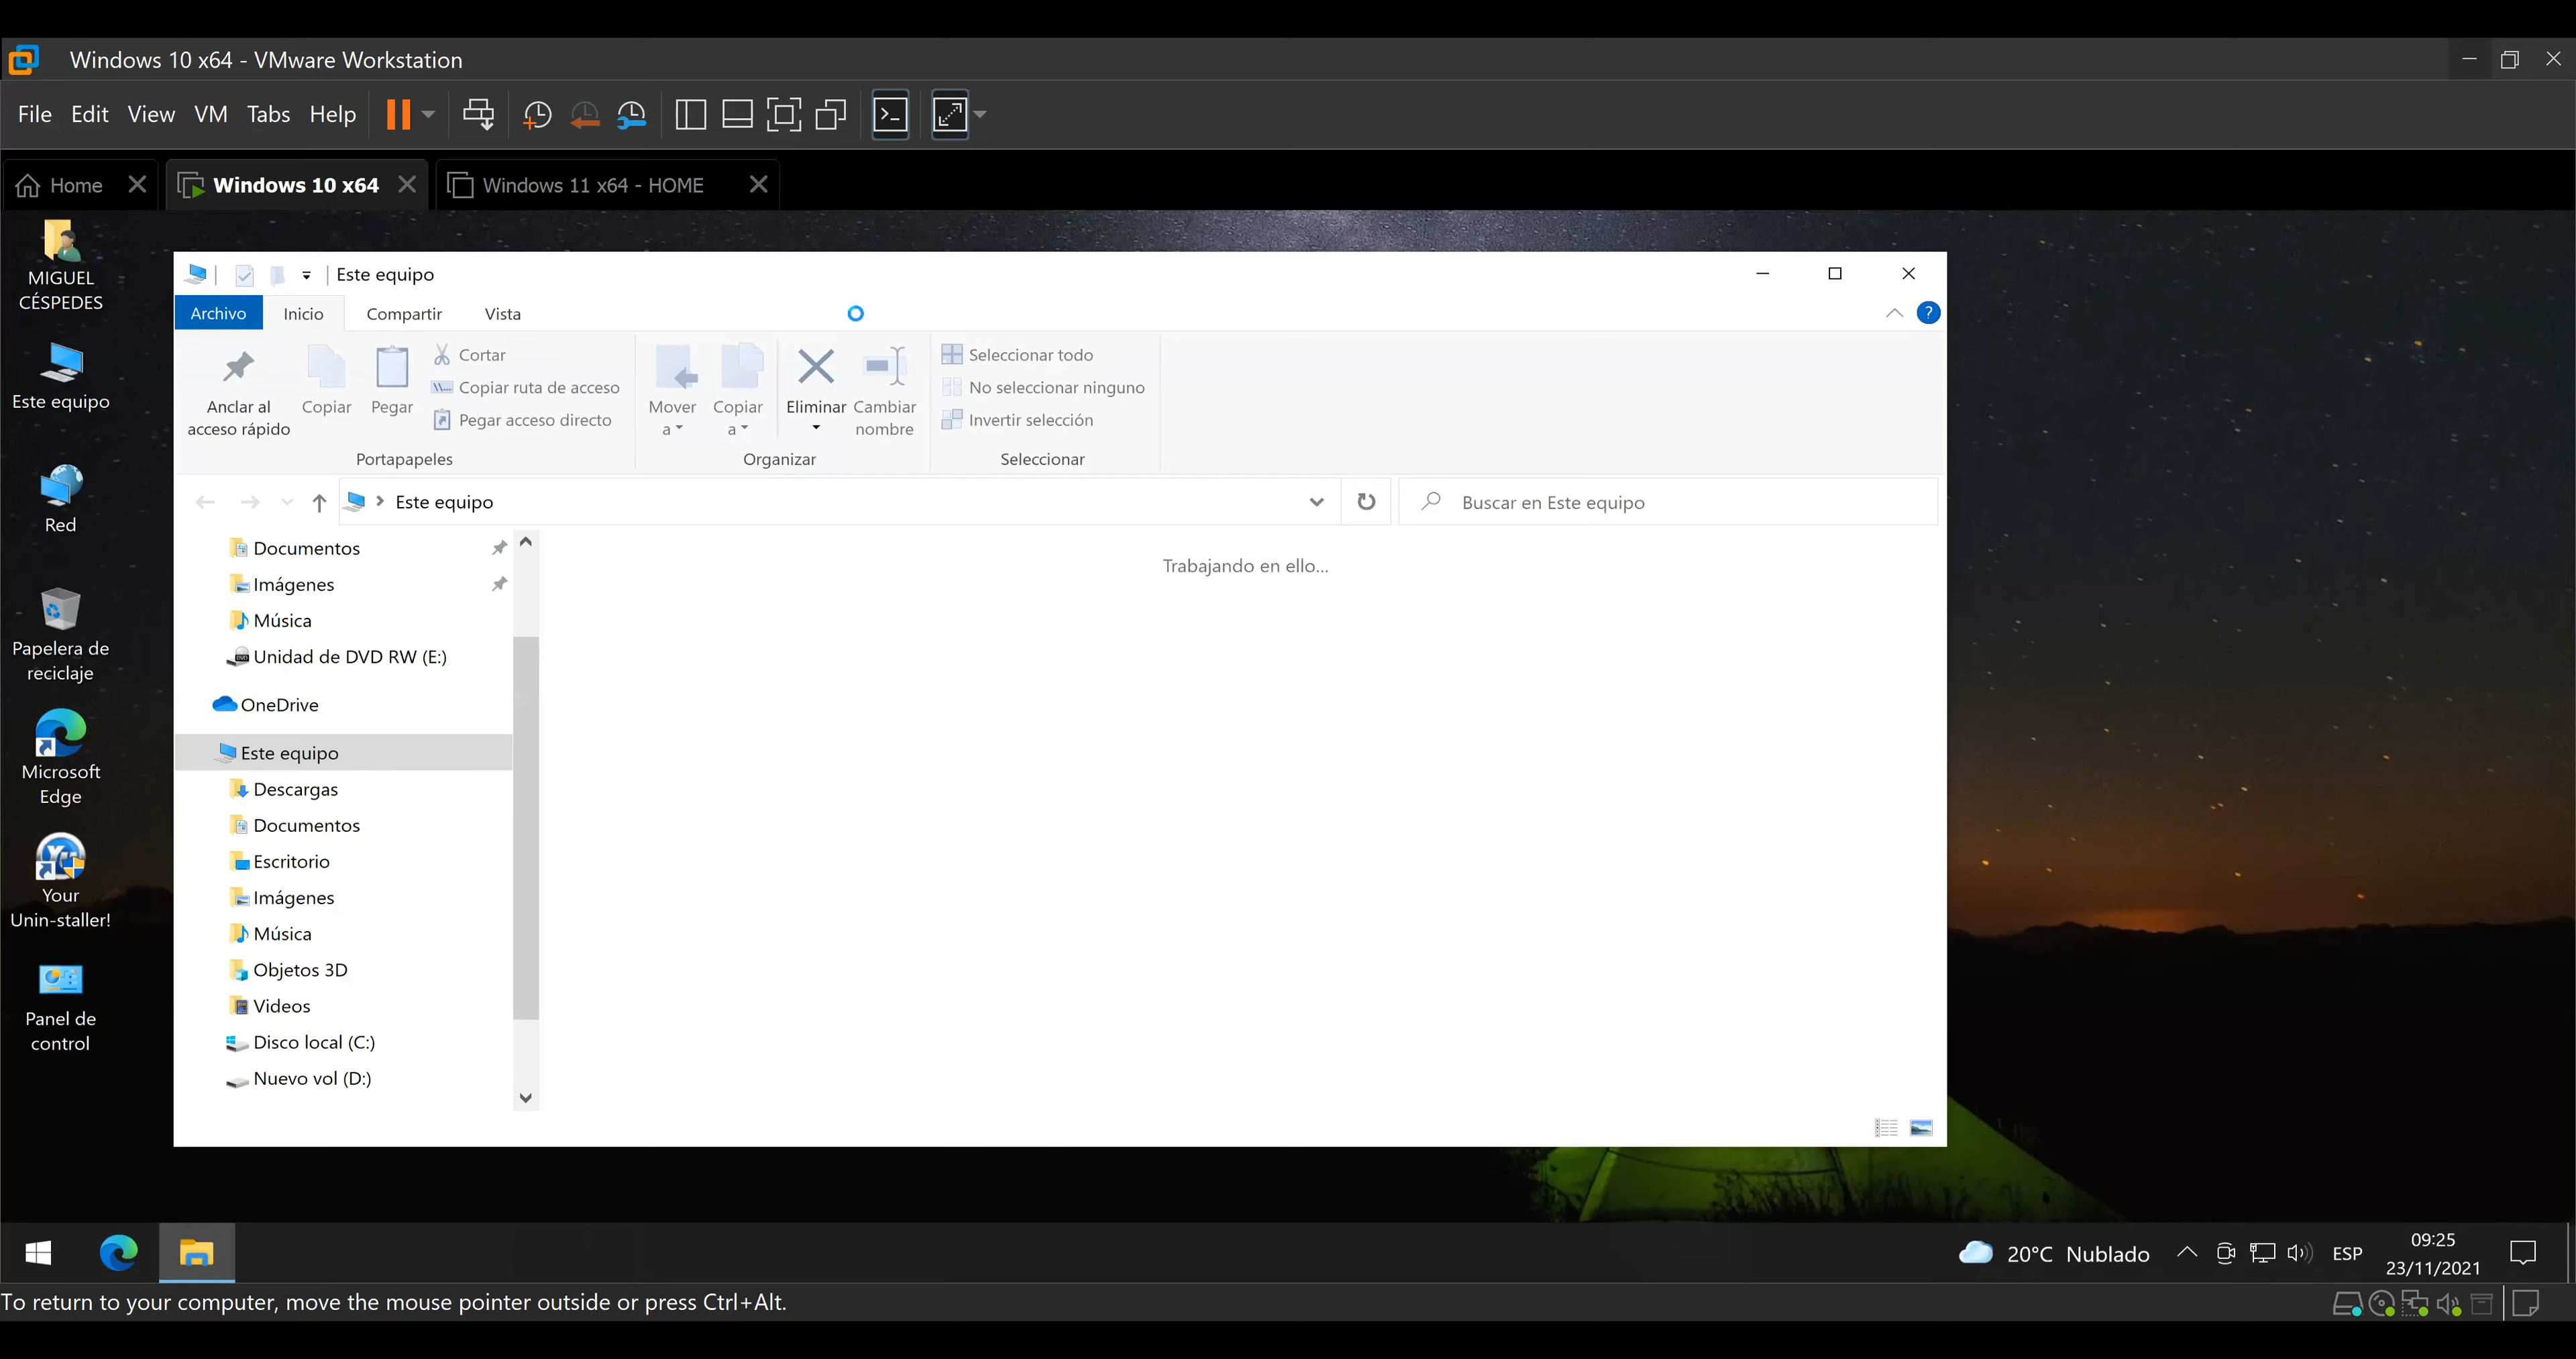 Windows 10 x64 - VMware Workstation
File Edit View VM Tabs Help
Home
Windows 10 x64
Windows 11 x64 - HOME
MIGUEL
CÉSPEDES
Este equipo
Red
Papelera de
reciclaje
Microsoft
Edge
Your
Unin-staller!
Panel de
control
Este equipo
Archivo Inicio Compartir Vista
Anclar al
acceso rápido
Copiar
Pegar
Cortar
Copiar ruta de acceso
Pegar acceso directo
Portapapeles
Mover
a
Copiar
a
Eliminar
Cambiar
nombre
Organizar
Seleccionar todo
No seleccionar ninguno
Invertir selección
Seleccionar
Este equipo
Buscar en Este equipo
Documentos
Imágenes
Música
Unidad de DVD RW (E:)
OneDrive
Este equipo
Descargas
Documentos
Escritorio
Imágenes
Música
Objetos 3D
Videos
Disco local (C:)
Nuevo vol (D:)
Trabajando en ello...
20°C Nublado
ESP
09:25
23/11/2021
To return to your computer, move the mouse pointer outside or press Ctrl+Alt.